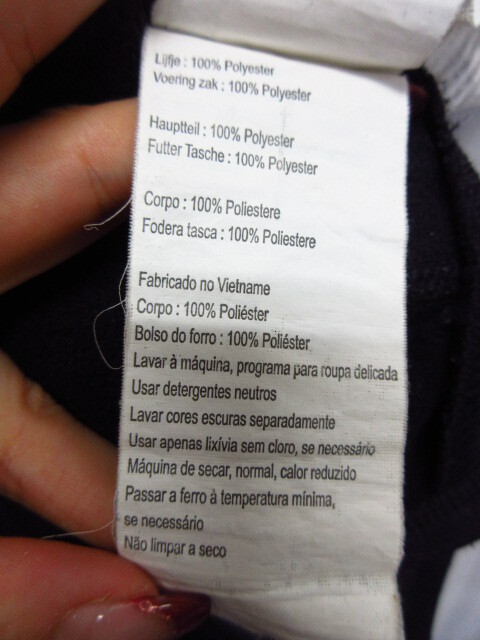 Lijfje : 100% Polyester
Voering zak : 100% Polyester
Hauptteil : 100% Polyester
Futter Tasche : 100% Polyester
Corpo : 100% Poliestere
Fodera tasca : 100% Poliestere
Fabricado no Vietname
Corpo : 100% Poliéster
Bolso do forro : 100% Poliéster
Lavar à máquina, programa para roupa delicada
Usar detergentes neutros
Lavar cores escuras separadamente
Usar apenas lixívia sem cloro, se necessário
Máquina de secar, normal, calor reduzido
Passar a ferro à temperatura mínima,
se necessário
Não limpar a seco